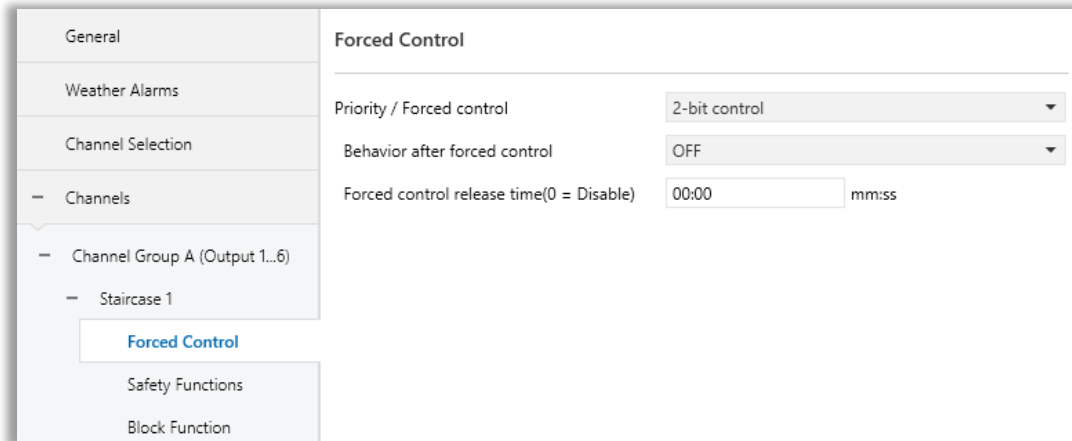 General
Weather Alarms
Channel Selection
− Channels
− Channel Group A (Output 1...6)
− Staircase 1
Forced Control
Safety Functions
Block Function
Forced Control
Priority / Forced control 2-bit control
Behavior after forced control OFF
Forced control release time(0 = Disable) 00:00 mm:ss